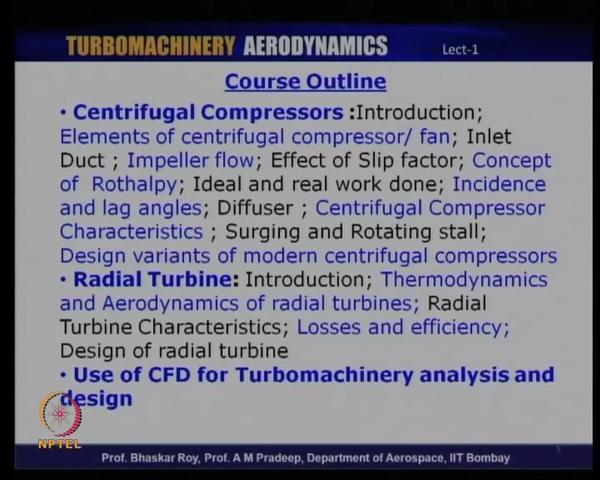 TURBOMACHINERY AERODYNAMICS Lect-1
Course Outline
• Centrifugal Compressors :Introduction;
Elements of centrifugal compressor/ fan; Inlet
Duct ; Impeller flow; Effect of Slip factor; Concept
of Rothalpy; Ideal and real work done; Incidence
and lag angles; Diffuser ; Centrifugal Compressor
Characteristics ; Surging and Rotating stall;
Design variants of modern centrifugal compressors
• Radial Turbine: Introduction; Thermodynamics
and Aerodynamics of radial turbines; Radial
Turbine Characteristics; Losses and efficiency;
Design of radial turbine
• Use of CFD for Turbomachinery analysis and
design
NPTEL
5
Prof. Bhaskar Roy, Prof. A M Pradeep, Department of Aerospace, IIT Bombay